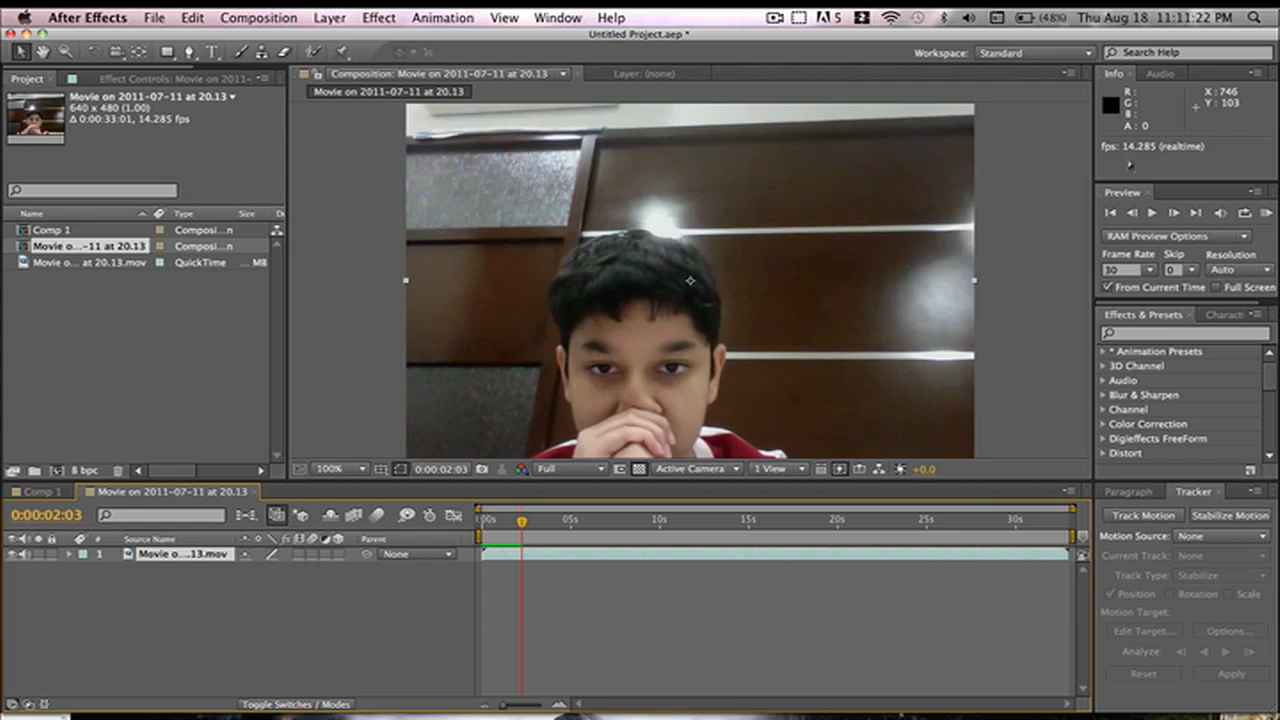 After Effects File Edit Composition Layer Effect Animation View Window Help 5 2 (48%) Thu Aug 18 11:11:22 PM
Untitled Project.aep *
Workspace: Standard Search Help
Project Effect Controls: Movie on 2011-
Composition: Movie on 2011-07-11 at 20.13 Layer: (none)
Info Audio
Movie on 2011-07-11 at 20.13
640 x 480 (1.00)
Δ 0:00:33:01, 14.285 fps
Movie on 2011-07-11 at 20.13
R: X: 746
G: Y: 103
B:
A: 0
fps: 14.285 (realtime)
Preview
RAM Preview Options
Frame Rate Skip Resolution
30 0 Auto
From Current Time Full Screen
Name Type Size D
Comp 1 Composi...n
Movie o...-11 at 20.13 Composi...n
Movie o... at 20.13.mov QuickTime ... MB
Effects & Presets Charact
* Animation Presets
3D Channel
Audio
Blur & Sharpen
Channel
Color Correction
Digieffects FreeForm
Distort
8 bpc
100% 0:00:02:03 Full Active Camera 1 View +0.0
Comp 1 Movie on 2011-07-11 at 20.13
0:00:02:03
:00s 05s 10s 15s 20s 25s 30s
# Source Name Parent
1 Movie o....13.mov None
Toggle Switches / Modes
Paragraph Tracker
Track Motion Stabilize Motion
Motion Source: None
Current Track: None
Track Type: Stabilize
Position Rotation Scale
Motion Target:
Edit Target... Options...
Analyze:
Reset Apply